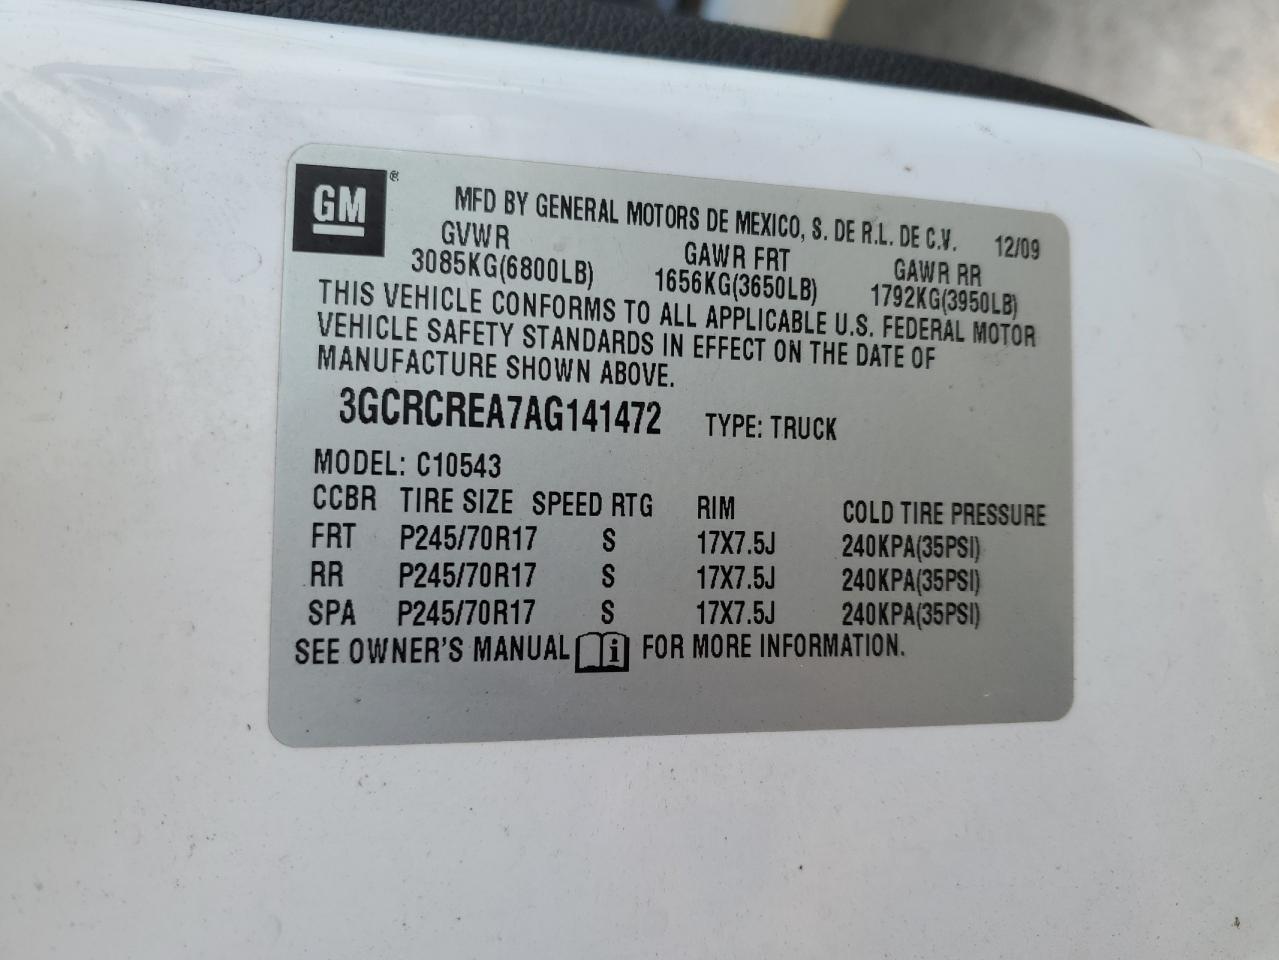 GM®
MFD BY GENERAL MOTORS DE MEXICO, S. DE R.L. DE C.V. 12/09
GVWR GAWR FRT GAWR RR
3085KG(6800LB) 1656KG(3650LB) 1792KG(3950LB)
THIS VEHICLE CONFORMS TO ALL APPLICABLE U.S. FEDERAL MOTOR
VEHICLE SAFETY STANDARDS IN EFFECT ON THE DATE OF
MANUFACTURE SHOWN ABOVE.
3GCRCREA7AG141472 TYPE: TRUCK
MODEL: C10543
CCBR TIRE SIZE SPEED RTG RIM COLD TIRE PRESSURE
FRT P245/70R17 S 17X7.5J 240KPA(35PSI)
RR P245/70R17 S 17X7.5J 240KPA(35PSI)
SPA P245/70R17 S 17X7.5J 240KPA(35PSI)
SEE OWNER'S MANUAL i FOR MORE INFORMATION.